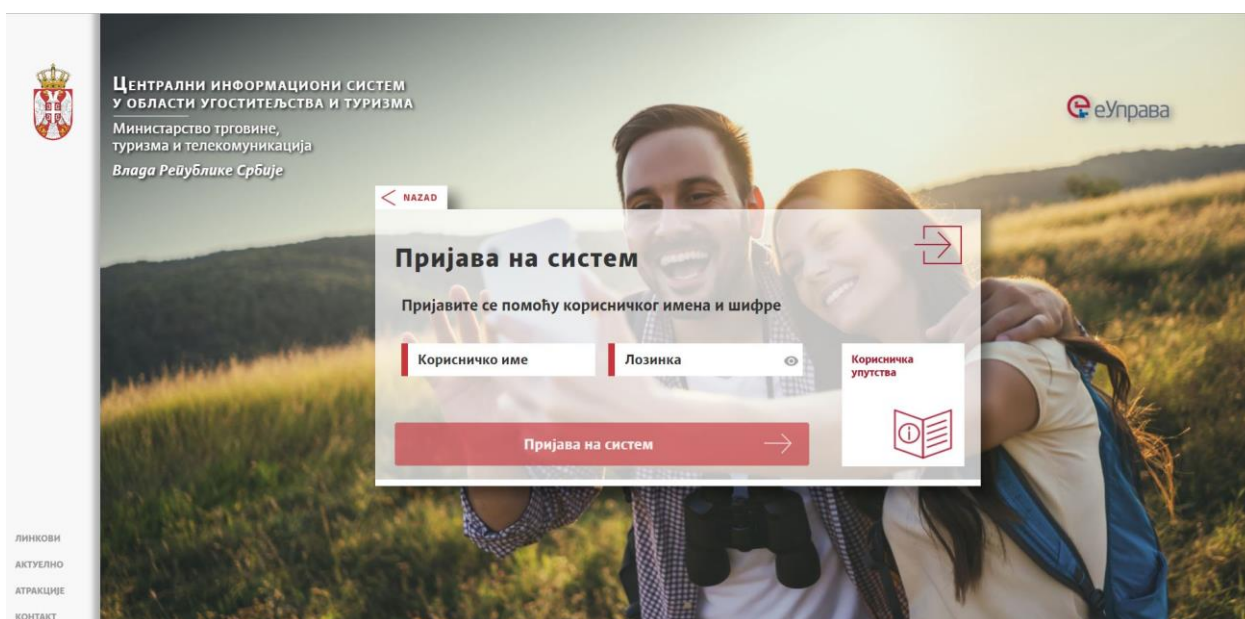 Централни информациони систем
у области угоститељства и туризма
Министарство трговине,
туризма и телекомуникација
Влада Републике Србије
еУправа
NAZAD
Пријава на систем
Пријавите се помоћу корисничког имена и шифре
Корисничко име
Лозинка
Корисничка
упутства
Пријава на систем
ЛИНКОВИ
АКТУЕЛНО
АТРАКЦИЈЕ
КОНТАКТ